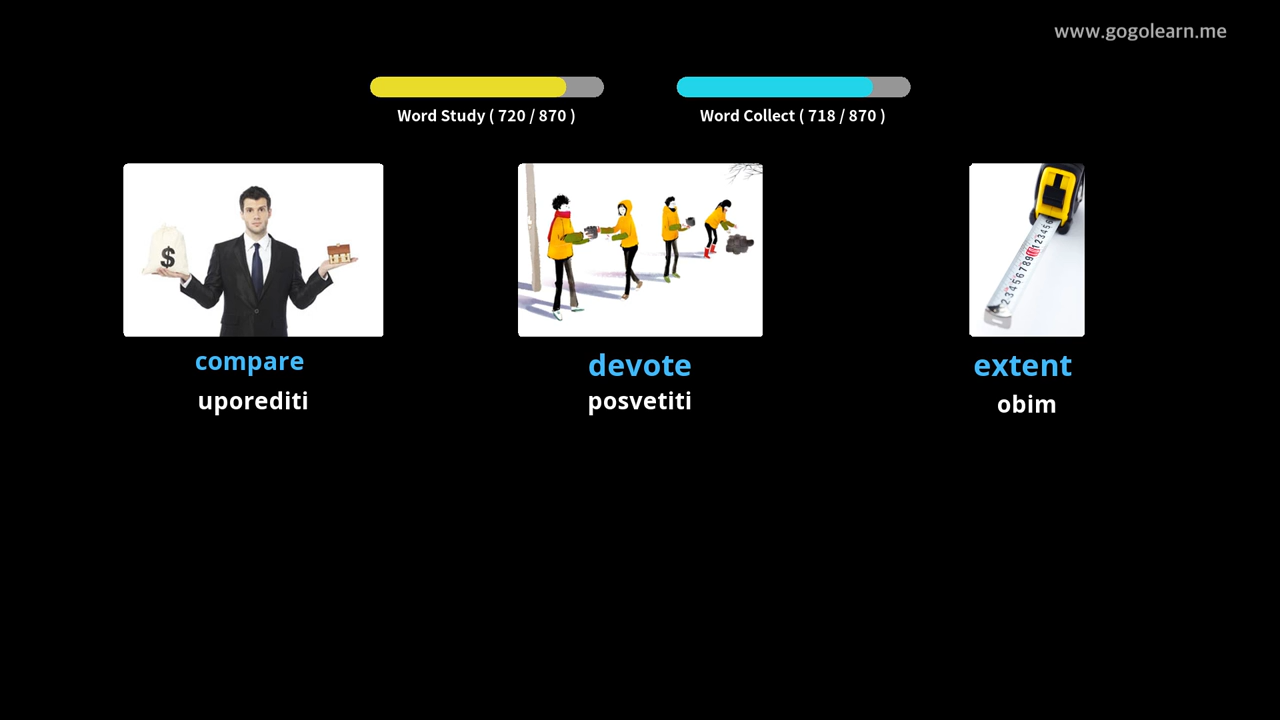 www.gogolearn.me
Word Study ( 720 / 870 )
Word Collect ( 718 / 870 )
$
compare
devote
extent
uporediti
posvetiti
obim